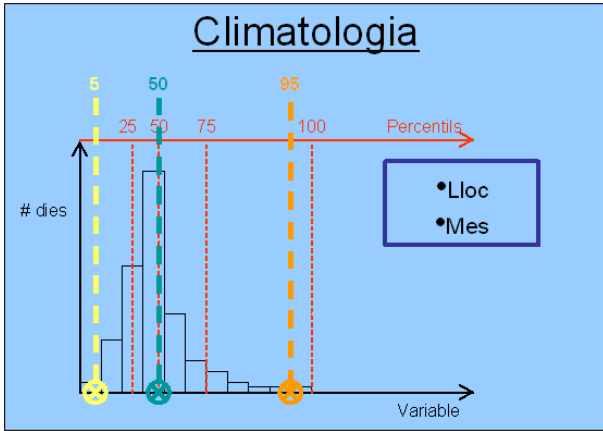 Climatologia
5 50 95
25 50 75 100 Percentils
# dies
•Lloc
•Mes
Variable